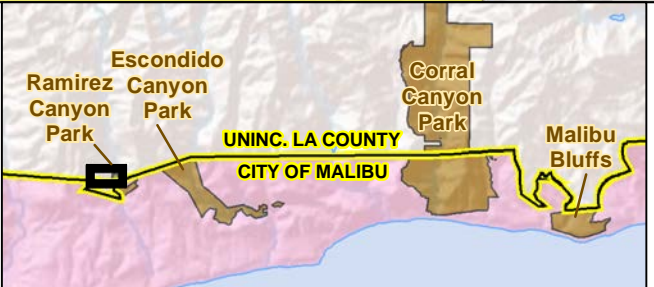 Ramirez
Canyon
Park
Escondido
Canyon
Park
UNINC. LA COUNTY
CITY OF MALIBU
Corral
Canyon
Park
Malibu
Bluffs